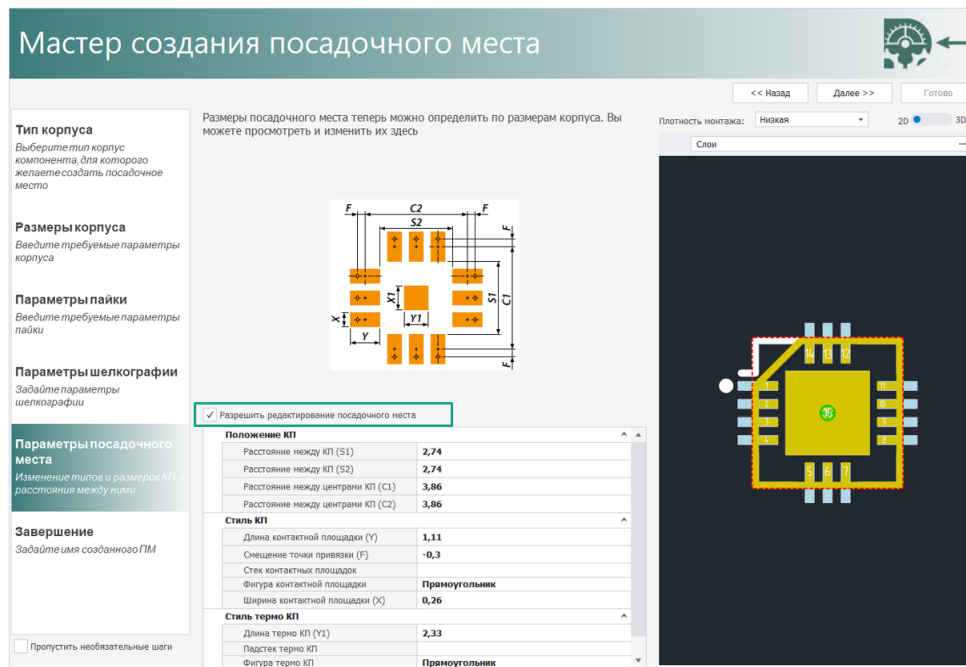 Мастер создания посадочного места
<< Назад
Далее >>
Готово
Тип корпуса
Выберите тип корпус
компонента, для которого
желаете создать посадочное
место
Размеры корпуса
Введите требуемые параметры
корпуса
Параметры пайки
Введите требуемые параметры
пайки
Параметры шелкографии
Задайте параметры
шелкографии
Параметры посадочного
места
Изменение типов и размеров КП и
расстояния между ними
Завершение
Задайте имя созданного ПМ
Пропустить необязательные шаги
Размеры посадочного места теперь можно определить по размерам корпуса. Вы
можете просмотреть и изменить их здесь
F C2 F
S2
F
X1 S1 C1
X Y1
Y
F
Разрешить редактирование посадочного места
Положение КП
Расстояние между КП (S1) 2,74
Расстояние между КП (S2) 2,74
Расстояние между центрами КП (C1) 3,86
Расстояние между центрами КП (C2) 3,86
Стиль КП
Длина контактной площадки (Y) 1,11
Смещение точки привязки (F) -0,3
Стек контактных площадок
Фигура контактной площадки Прямоугольник
Ширина контактной площадки (X) 0,26
Стиль термо КП
Длина термо КП (Y1) 2,33
Падстек термо КП
Фигура термо КП Прямоугольник
Плотность монтажа: Низкая 2D 3D
Слои ...
14 13 12
1 11
2 10
3 9
4 8
5 6 7